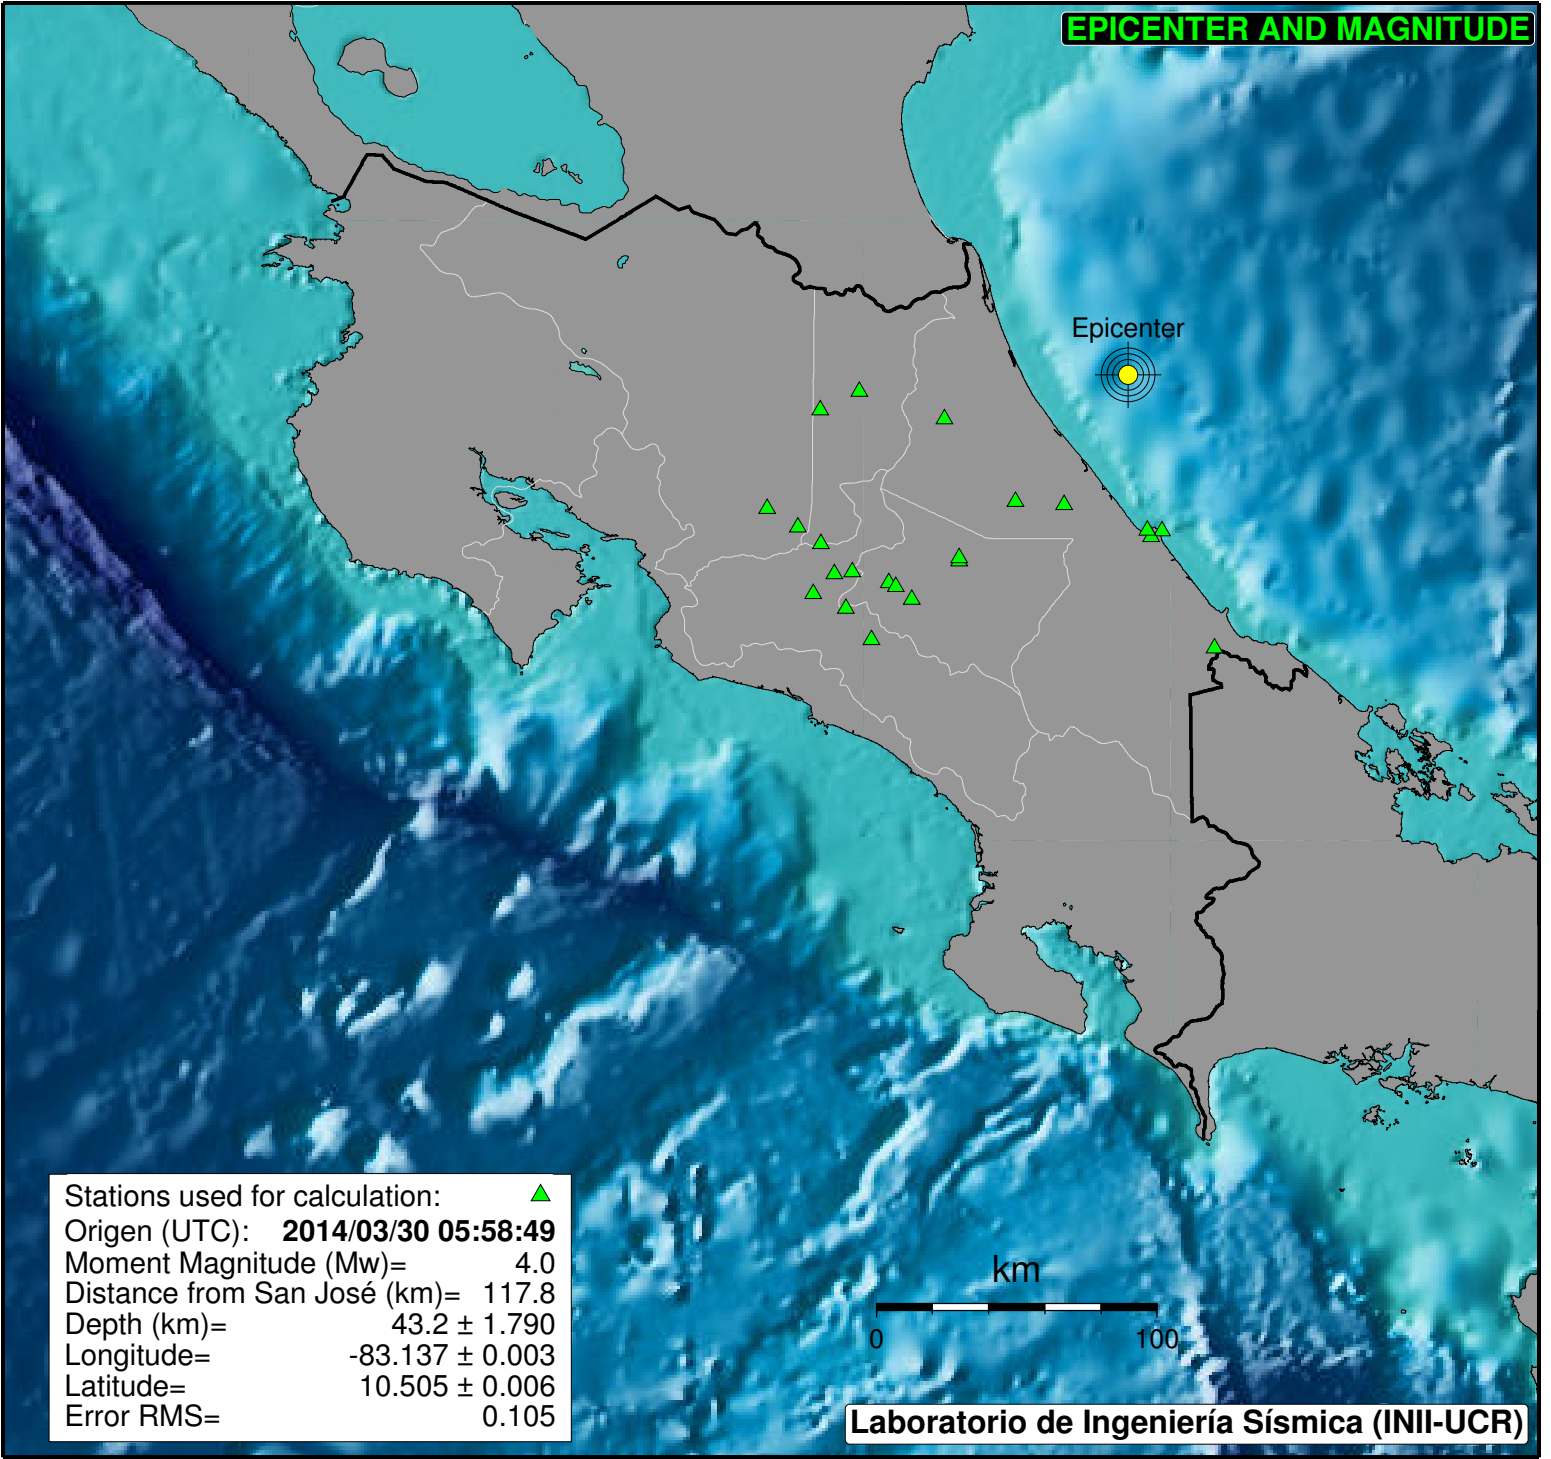 EPICENTER AND MAGNITUDE
Epicenter
Stations used for calculation:
Origen (UTC): 2014/03/30 05:58:49
Moment Magnitude (Mw)= 4.0
Distance from San José (km)= 117.8
Depth (km)= 43.2 ± 1.790
Longitude= -83.137 ± 0.003
Latitude= 10.505 ± 0.006
Error RMS= 0.105
km
0 100
Laboratorio de Ingeniería Sísmica (INII-UCR)